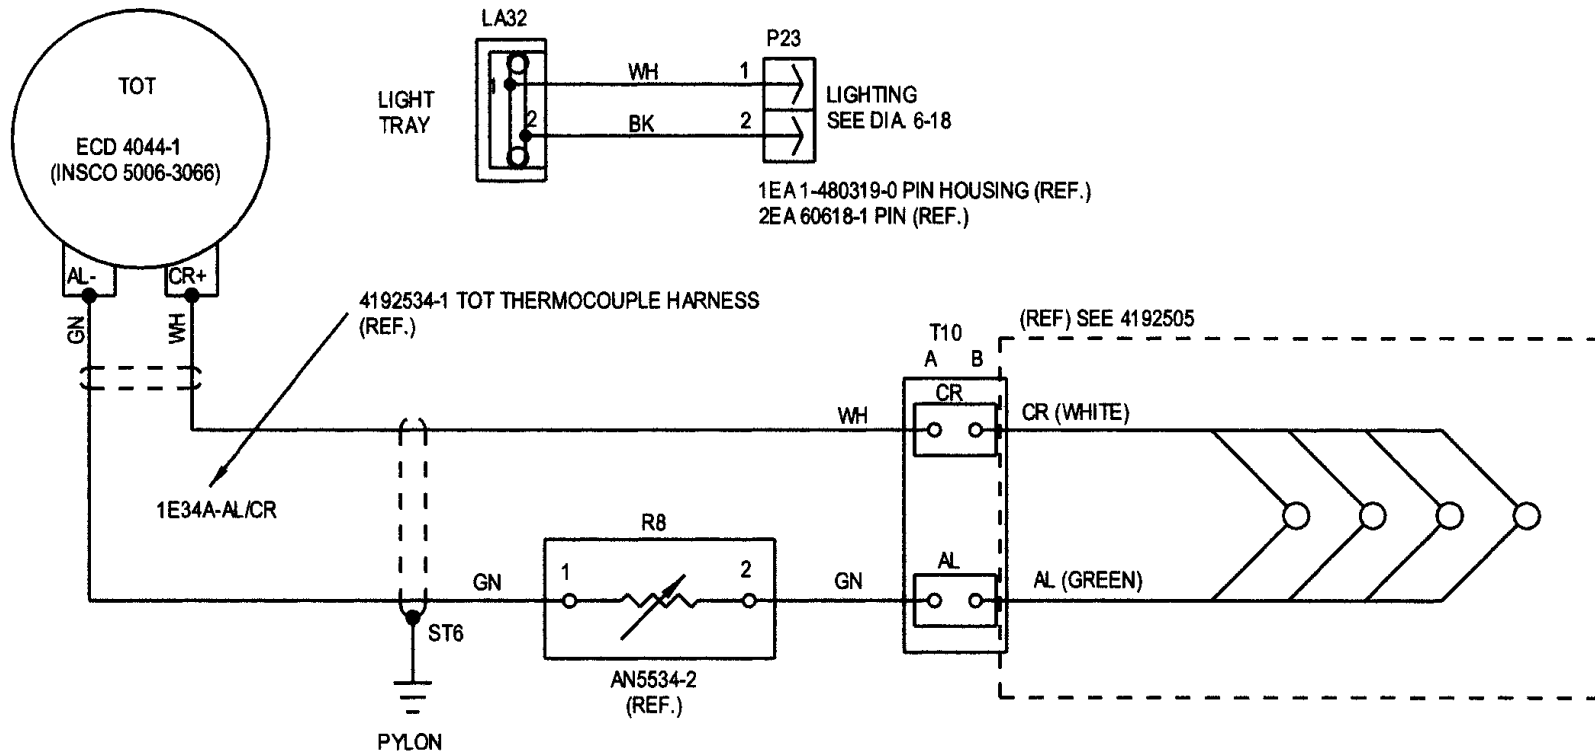 TOT
ECD 4044-1
(INSCO 5006-3066)
AL-
CR+
GN
WH
LA32
LIGHT
TRAY
1
2
WH
BK
1
2
P23
LIGHTING
SEE DIA. 6-18
1EA 1-480319-0 PIN HOUSING (REF.)
2EA 60618-1 PIN (REF.)
4192534-1 TOT THERMOCOUPLE HARNESS
(REF.)
1E34A-AL/CR
(REF) SEE 4192505
T10
A B
CR
WH
CR (WHITE)
R8
1
2
GN
GN
AL
AL (GREEN)
ST6
AN5534-2
(REF.)
PYLON